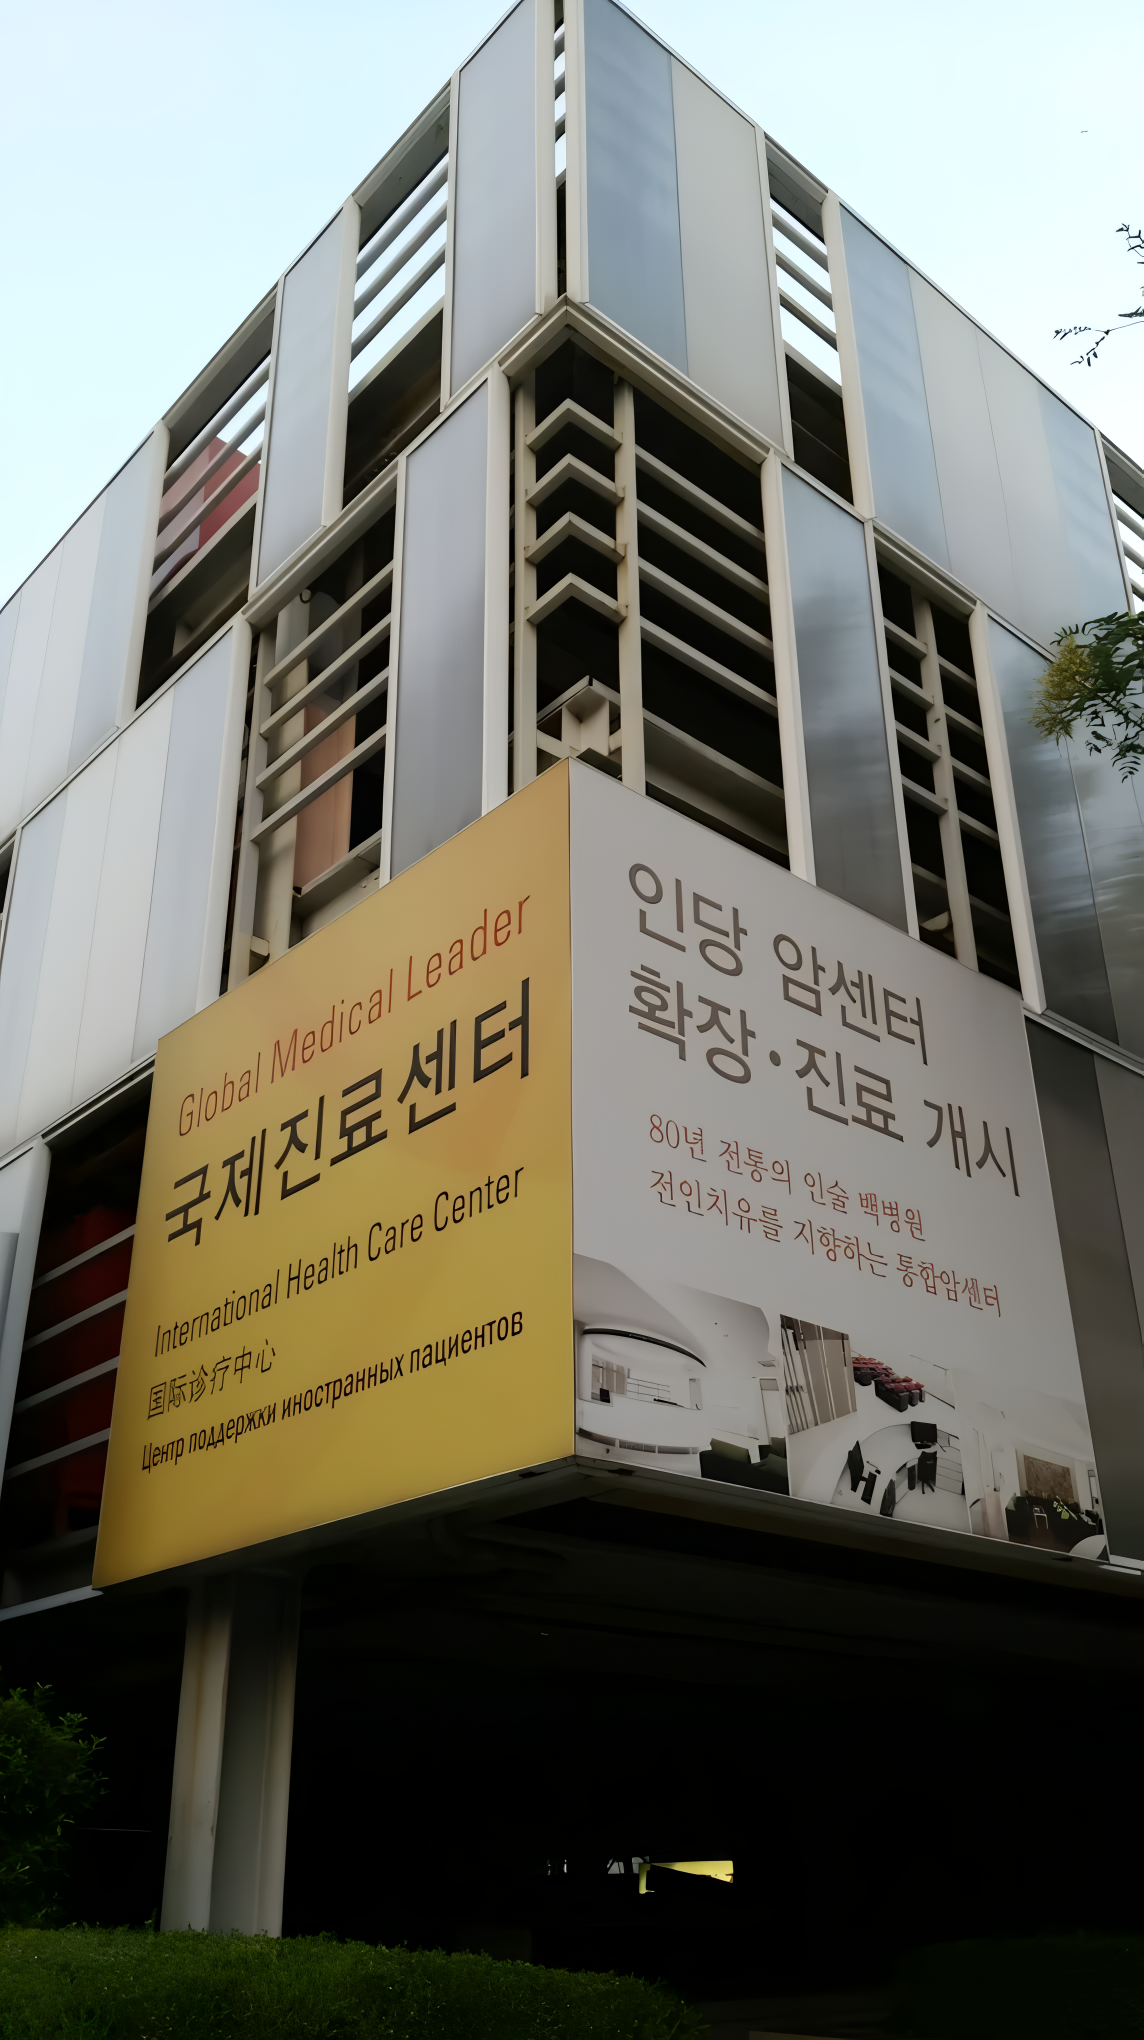 Global Medical Leader
국제진료센터
International Health Care Center
国际诊疗中心
Центр поддержки иностранных пациентов
인당 암센터
확장·진료 개시
80년 전통의 인술 백병원
전인치유를 지향하는 통합암센터